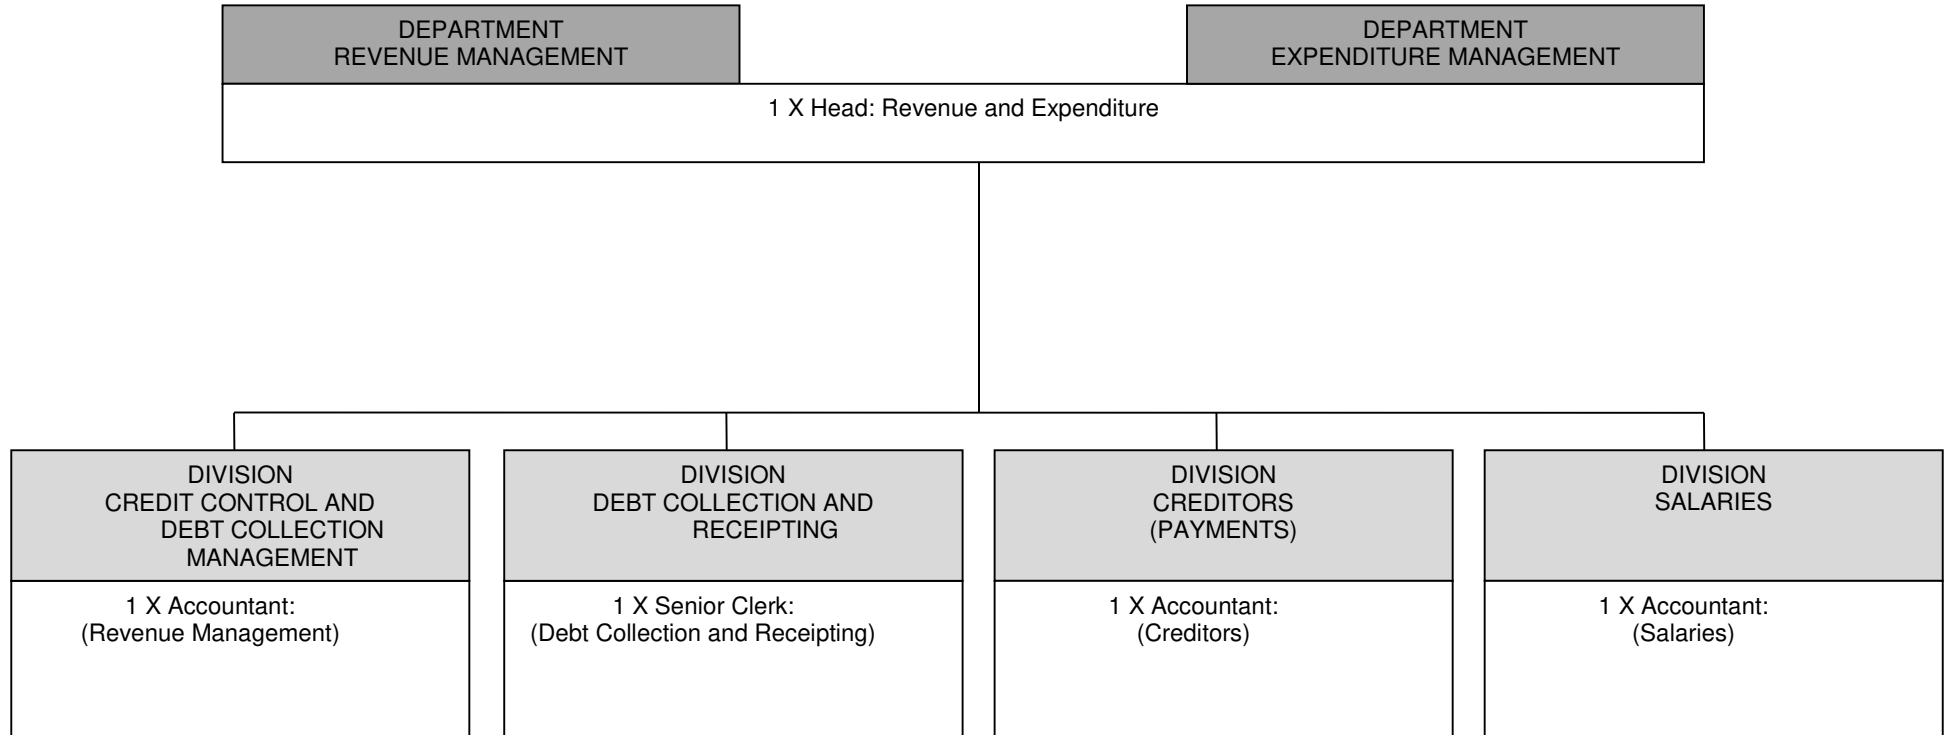 DEPARTMENT
REVENUE MANAGEMENT
DEPARTMENT
EXPENDITURE MANAGEMENT
1 X Head: Revenue and Expenditure
DIVISION
CREDIT CONTROL AND
DEBT COLLECTION
MANAGEMENT
1 X Accountant:
(Revenue Management)
DIVISION
DEBT COLLECTION AND
RECEIPTING
1 X Senior Clerk:
(Debt Collection and Receipting)
DIVISION
CREDITORS
(PAYMENTS)
1 X Accountant:
(Creditors)
DIVISION
SALARIES
1 X Accountant:
(Salaries)